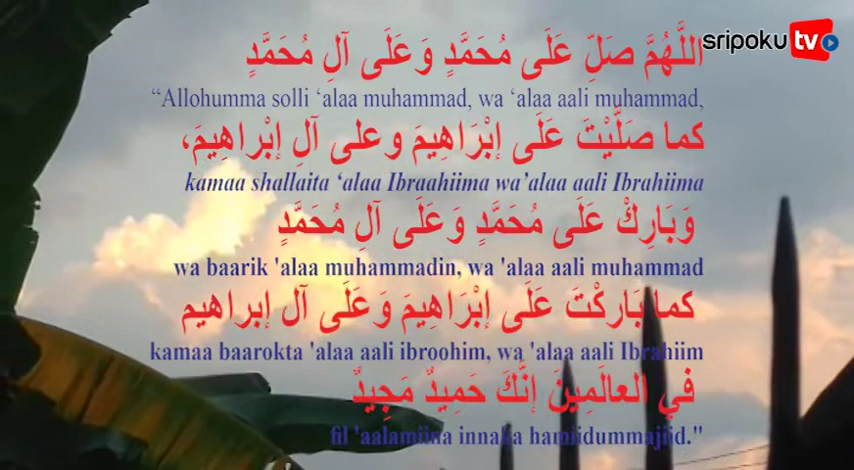 sripoku tv
اللَّهُمَّ صَلِّ عَلَى مُحَمَّدٍ وَعَلَى آلِ مُحَمَّدٍ
“Allohumma solli ‘alaa muhammad, wa ‘alaa aali muhammad,
كما صَلَّيْتَ عَلَى إبْرَاهِيمَ وعلى آلِ إبْراهِيمَ،
kamaa shallaita ‘alaa Ibraahiima wa’alaa aali Ibrahiima
وَبَارِكْ عَلَى مُحَمَّدٍ وَعَلَى آلِ مُحَمَّدٍ
wa baarik 'alaa muhammadin, wa 'alaa aali muhammad
كما بَاركْتَ عَلَى إبْرَاهِيمَ وَعَلَى آل إبراهيم
kamaa baarokta 'alaa aali ibroohim, wa 'alaa aali Ibrahiim
في العالَمِينَ إنَّكَ حَمِيدٌ مَجِيدٌ
fil 'aalamiina innaka hamiidummajiid."